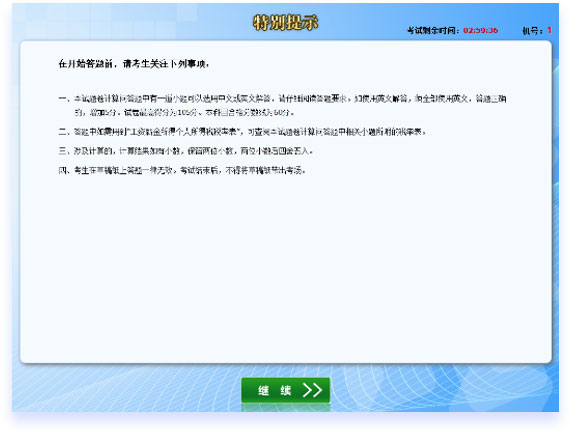 特别提示
考试剩余时间：02:59:36 机号：1
在开始答题前，请考生关注下列事项：
一、本试题卷计算问答题中有一道小题可以选用中文或英文解答，请仔细阅读答题要求。如使用英文解答，须全部使用英文，答题正确
的，增加5分。试卷最高得分为105分。本科目合格分数线为60分。
二、答题中如需用到“工资薪金所得个人所得税税率表”，可查阅本试题卷计算问答题中相关小题所附的税率表。
三、涉及计算的，计算结果如有小数，保留两位小数，两位小数后四舍五入。
四、考生在草稿纸上答题一律无效。考试结束后，不得将草稿纸带出考场。
继 续